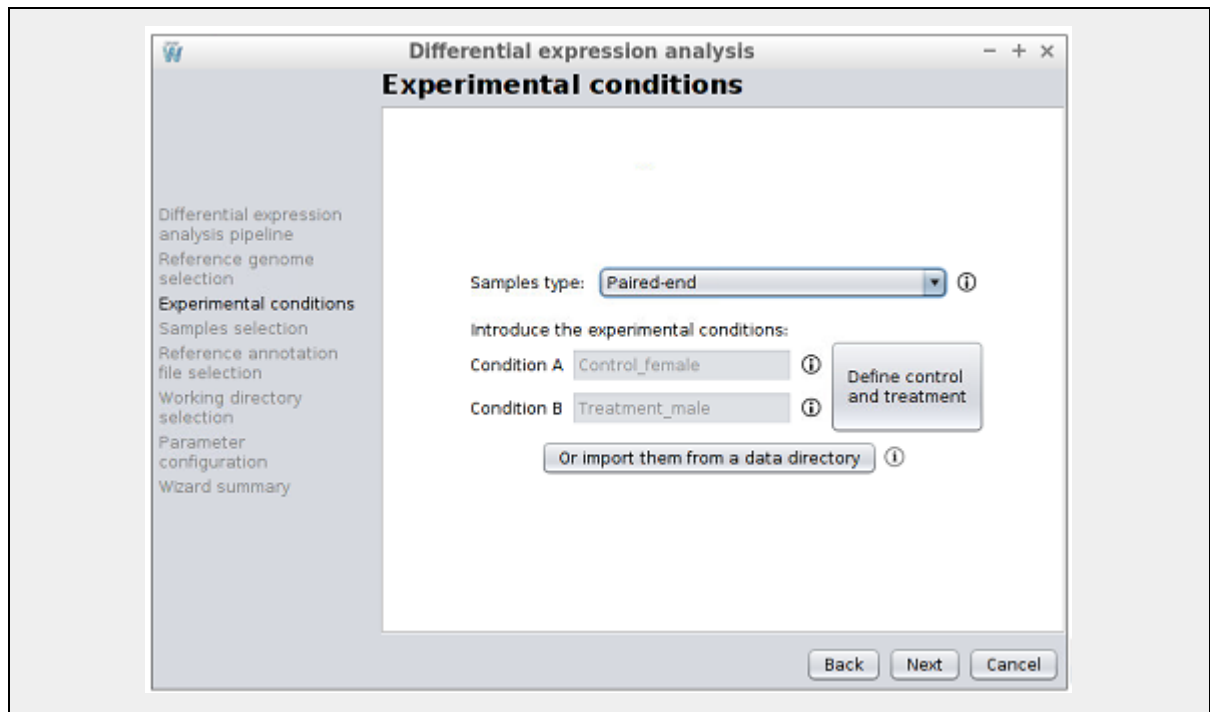 Differential expression analysis
Experimental conditions
Differential expression
analysis pipeline
Reference genome
selection
Experimental conditions
Samples selection
Reference annotation
file selection
Working directory
selection
Parameter
configuration
Wizard summary
Samples type: Paired-end
Introduce the experimental conditions:
Condition A Control_female
Condition B Treatment_male
Define control
and treatment
Or import them from a data directory
Back Next Cancel